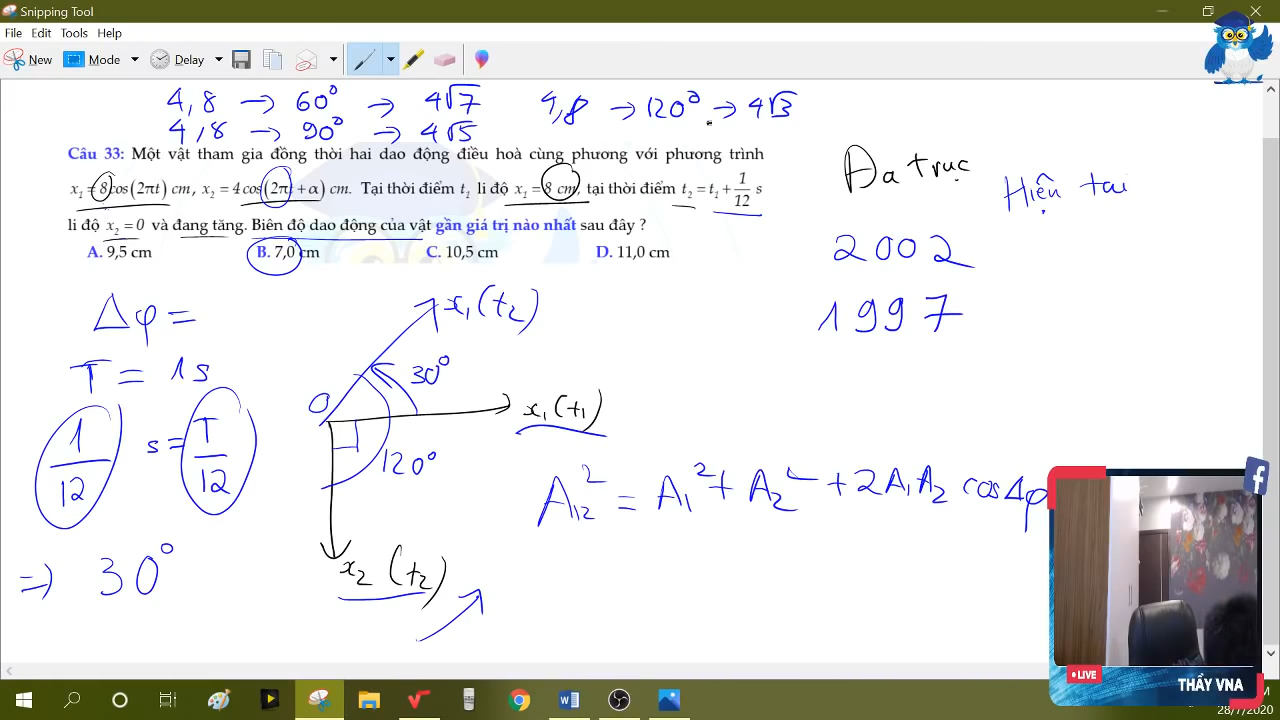 Snipping Tool
File Edit Tools Help
New Mode Delay
4,8 → 60° → 4√7 4,8 → 120° → 4√3
4,8 → 90° → 4√5
Câu 33: Một vật tham gia đồng thời hai dao động điều hoà cùng phương với phương trình
x₁ = 8cos(2πt) cm, x₂ = 4cos(2πt + α) cm. Tại thời điểm t₁ li độ x₁ = 8 cm, tại thời điểm t₂ = t₁ + 1/12 s
li độ x₂ = 0 và đang tăng. Biên độ dao động của vật gần giá trị nào nhất sau đây ?
A. 9,5 cm B. 7,0 cm C. 10,5 cm D. 11,0 cm
Đa trục
Hiện tại
2002
1997
Δφ =
T = 1s
1/12 s = T/12
⇒ 30°
x₁(t₂)
30°
O
x₁(t₁)
120°
x₂(t₂)
A₁₂² = A₁² + A₂² + 2A₁A₂ cosΔφ
LIVE
THẦY VNA
28/7/2020